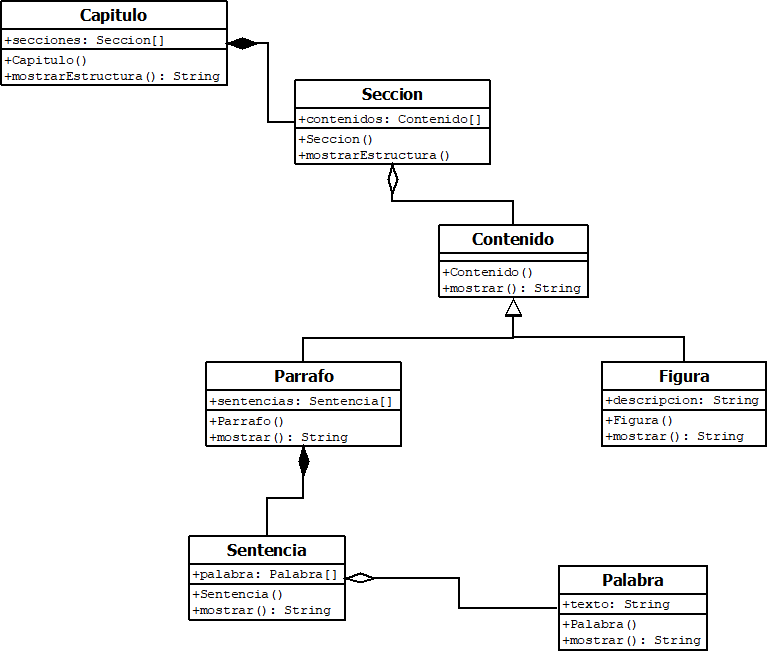 Capitulo
+secciones: Seccion[]
+Capitulo()
+mostrarEstructura(): String
Seccion
+contenidos: Contenido[]
+Seccion()
+mostrarEstructura()
Contenido
+Contenido()
+mostrar(): String
Parrafo
+sentencias: Sentencia[]
+Parrafo()
+mostrar(): String
Figura
+descripcion: String
+Figura()
+mostrar(): String
Sentencia
+palabra: Palabra[]
+Sentencia()
+mostrar(): String
Palabra
+texto: String
+Palabra()
+mostrar(): String